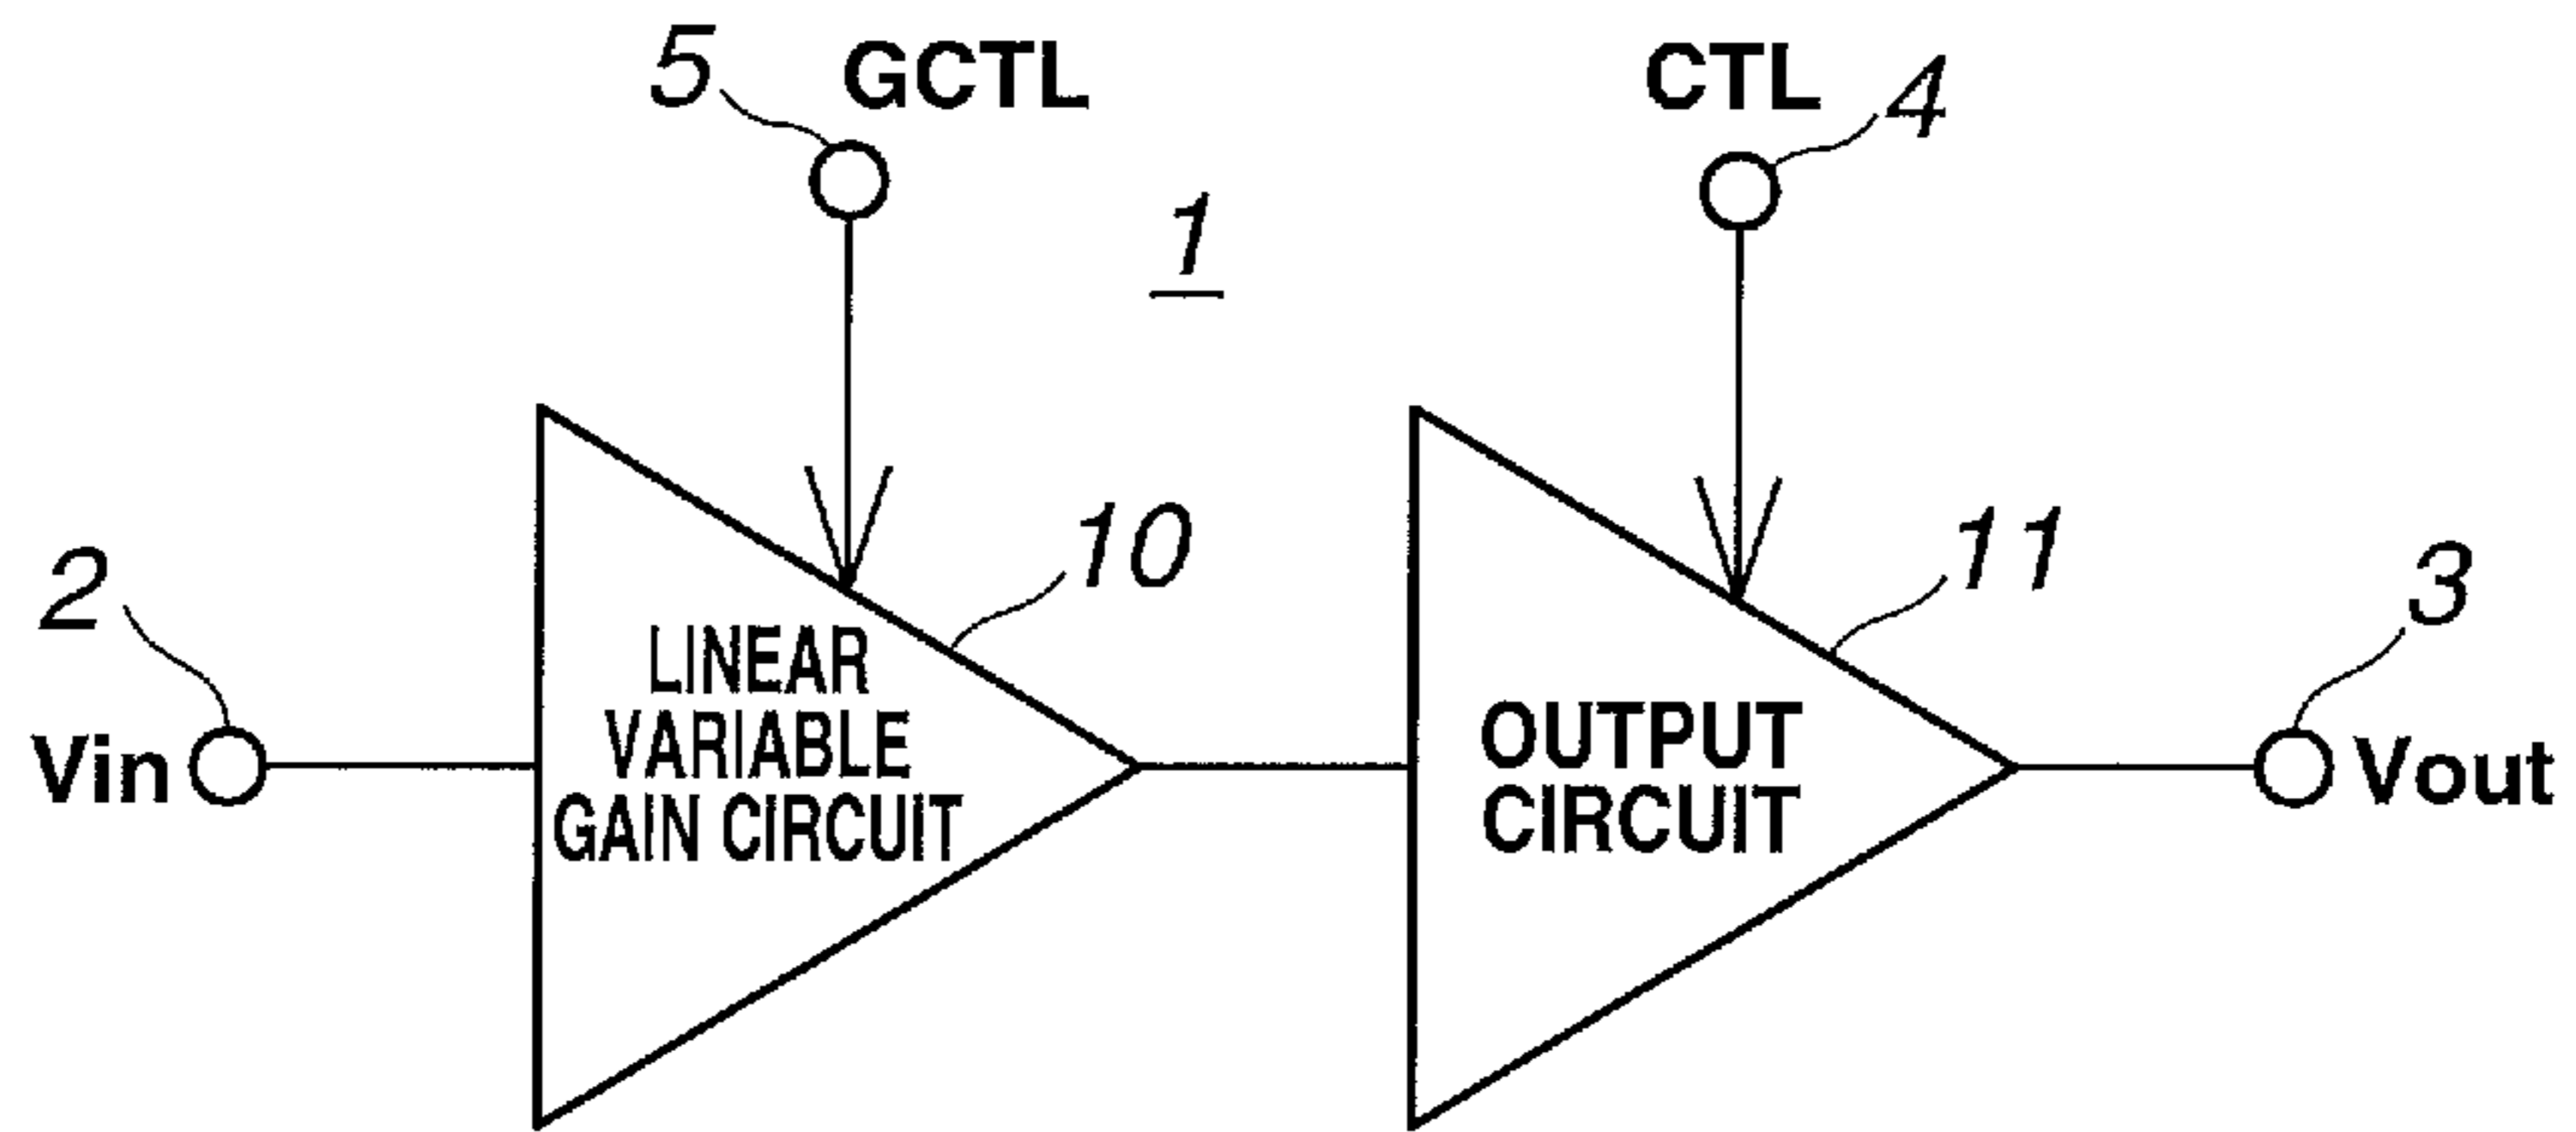 5 GCTL
CTL 4
1
10
11
2
3
LINEAR
VARIABLE
GAIN CIRCUIT
OUTPUT
CIRCUIT
Vin
Vout